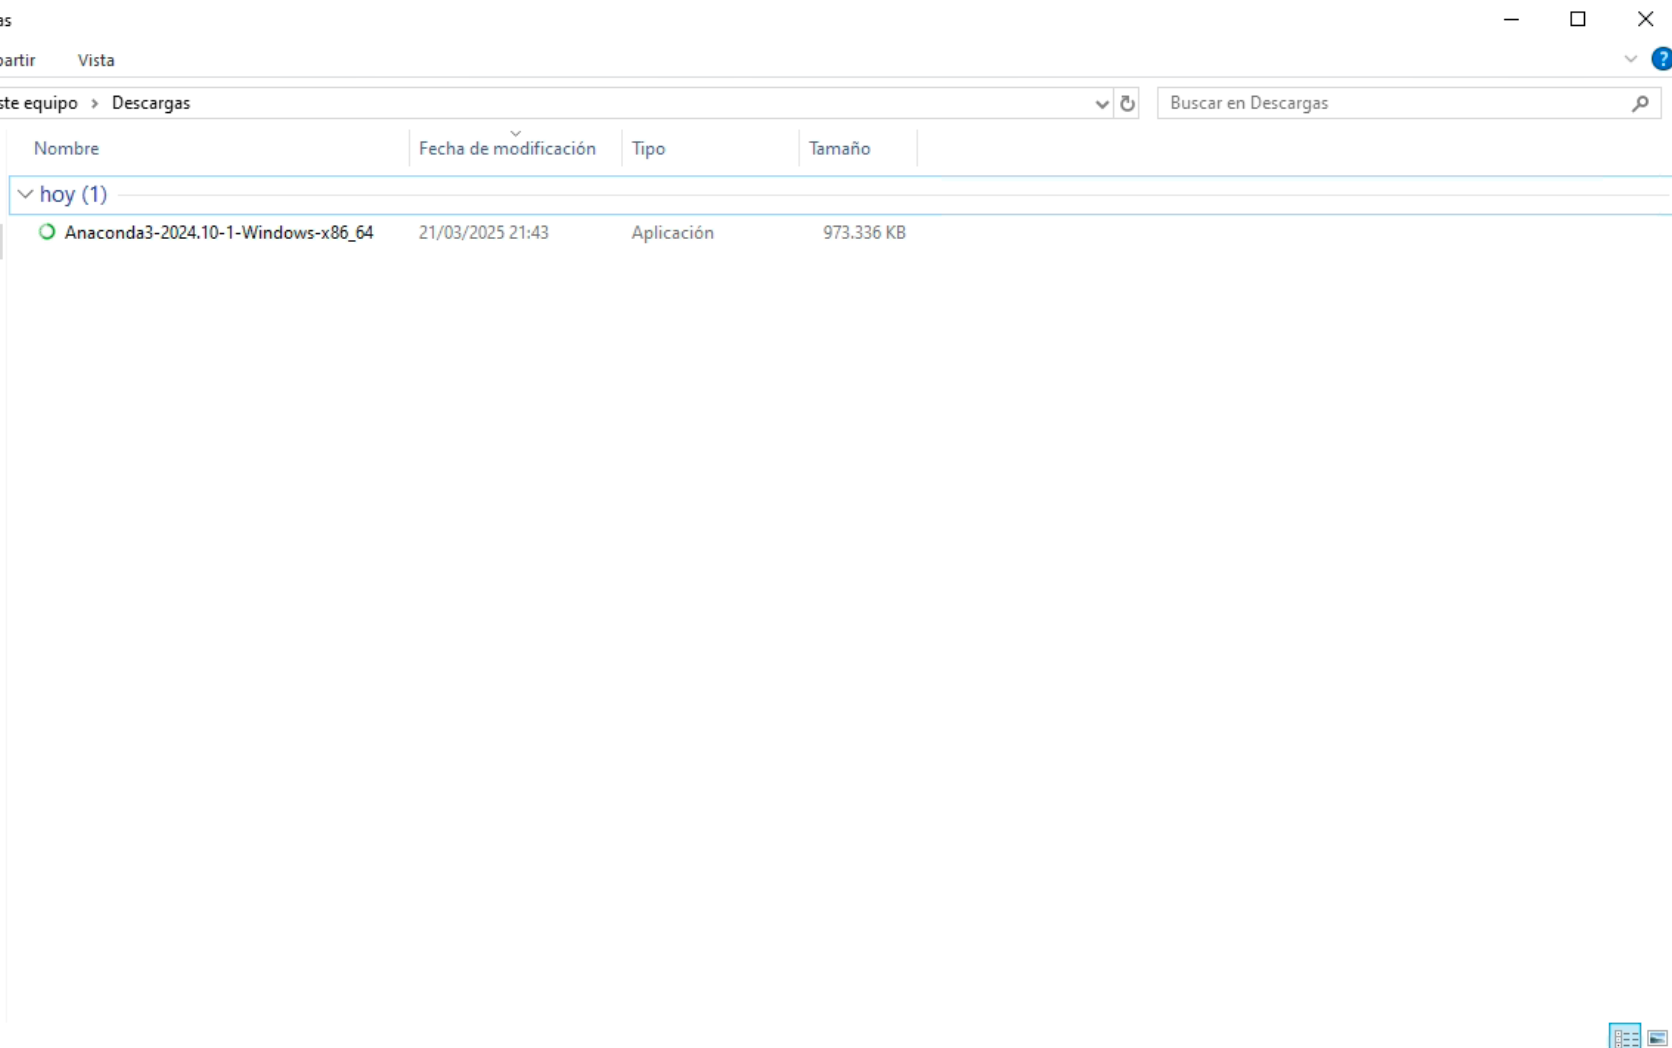 as
partir Vista
?
ste equipo > Descargas Buscar en Descargas
Nombre Fecha de modificación Tipo Tamaño
hoy (1)
Anaconda3-2024.10-1-Windows-x86_64 21/03/2025 21:43 Aplicación 973.336 KB